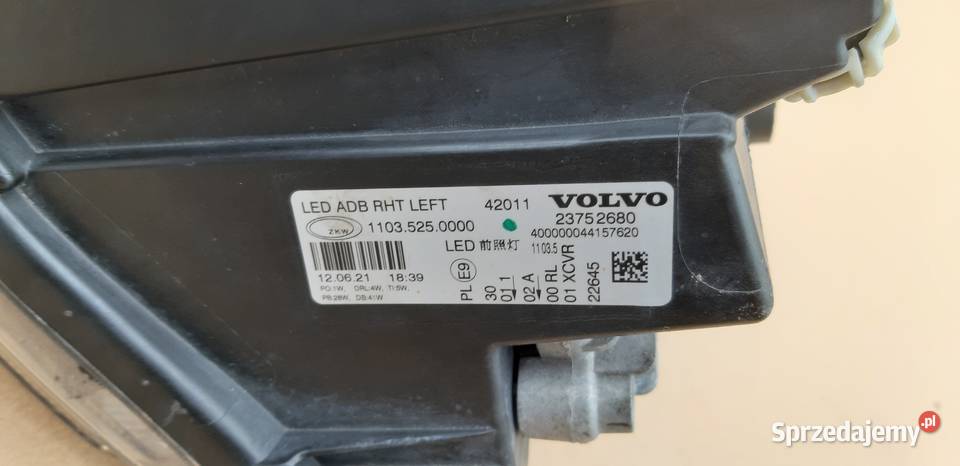 LED ADB RHT LEFT 42011 VOLVO
ZKW 1103.525.0000 23752680
400000044157620
LED 前照灯 1103.5
12.06.21 18:39
PO:1W, DRL:4W, TI:5W,
PB:28W, DB:41W
PL E9
30
01 1
02 A
00 RL
01 XCVR
22645
Sprzedajemy.pl